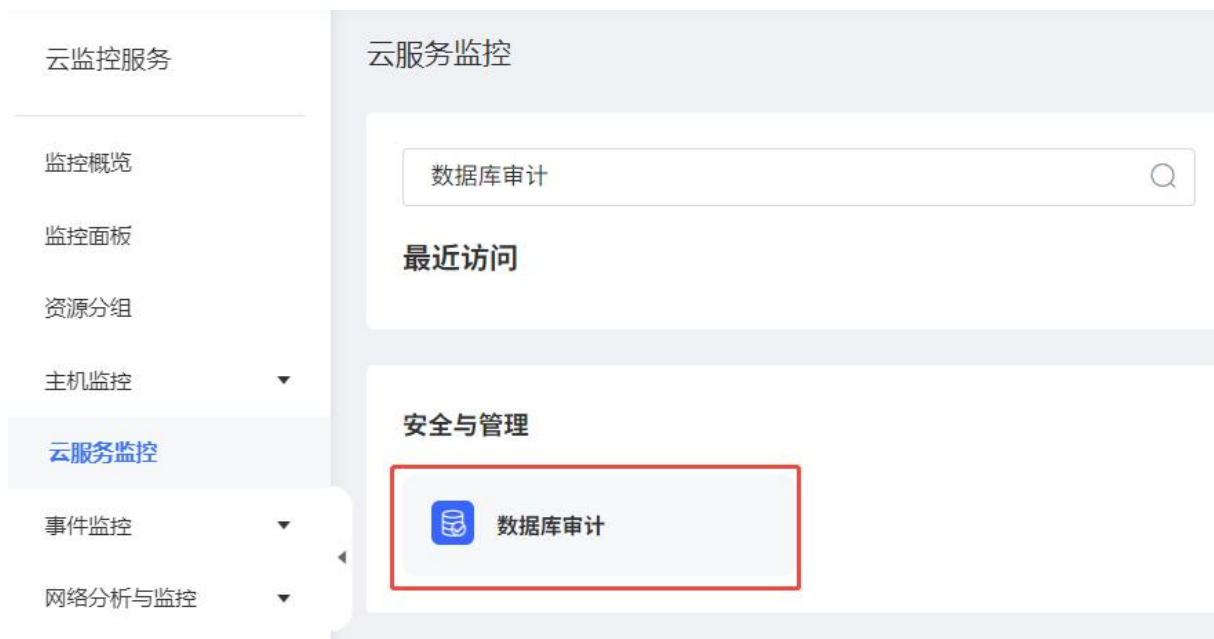 云监控服务
监控概览
监控面板
资源分组
主机监控
云服务监控
事件监控
网络分析与监控
云服务监控
数据库审计
最近访问
安全与管理
数据库审计